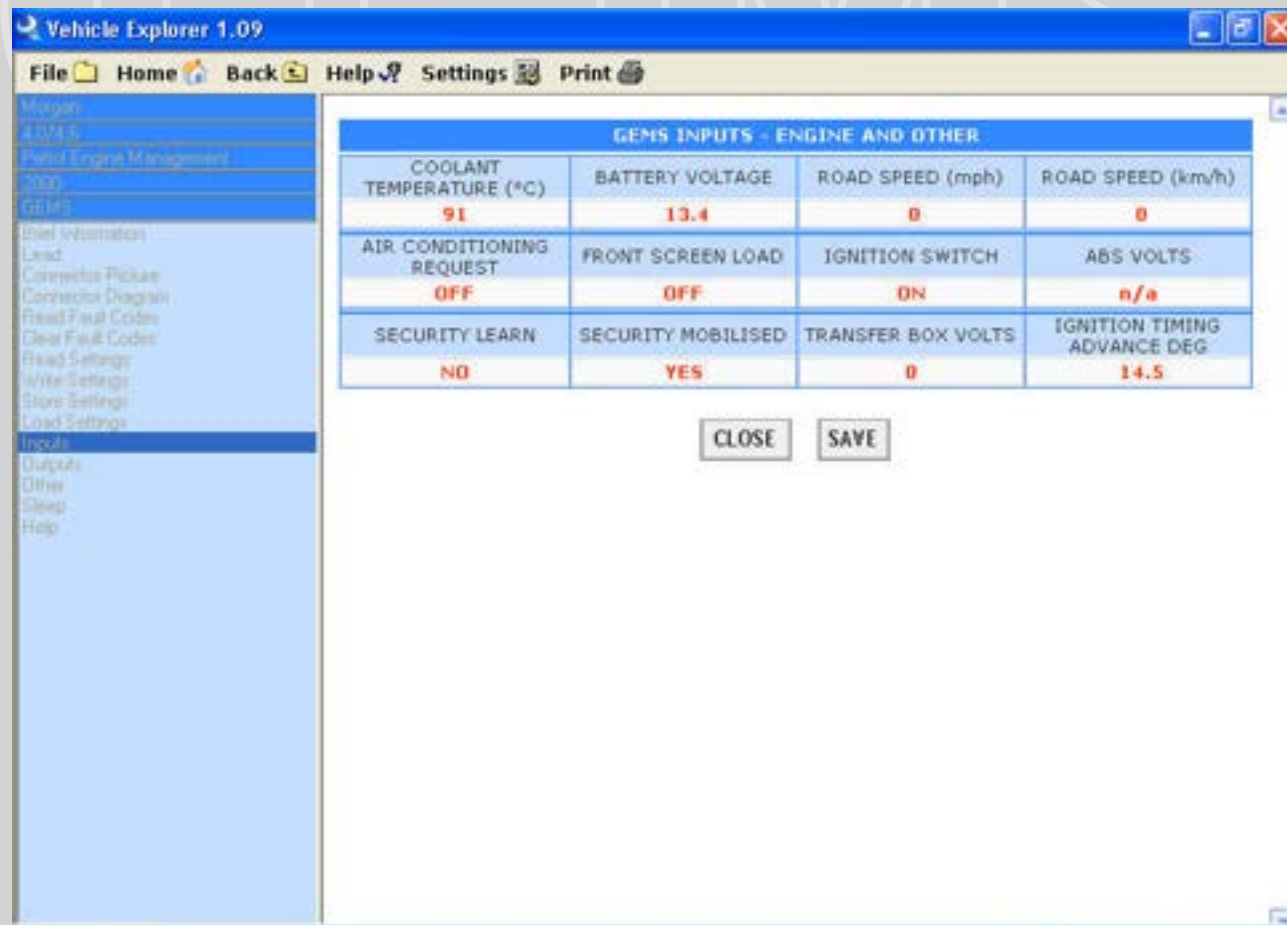 Vehicle Explorer 1.09
File Home Back Help Settings Print
Morgan
4.0/4.6
Petrol Engine Management
2000
GEMS
Brief Information
Lead
Connector Picture
Connector Diagram
Read Fault Codes
Clear Fault Codes
Read Settings
Write Settings
Store Settings
Load Settings
Inputs
Outputs
Other
Sleep
Help
GEMS INPUTS - ENGINE AND OTHER
COOLANT TEMPERATURE (°C) BATTERY VOLTAGE ROAD SPEED (mph) ROAD SPEED (km/h)
91 13.4 0 0
AIR CONDITIONING REQUEST FRONT SCREEN LOAD IGNITION SWITCH ABS VOLTS
OFF OFF ON n/a
SECURITY LEARN SECURITY MOBILISED TRANSFER BOX VOLTS IGNITION TIMING ADVANCE DEG
NO YES 0 14.5
CLOSE SAVE